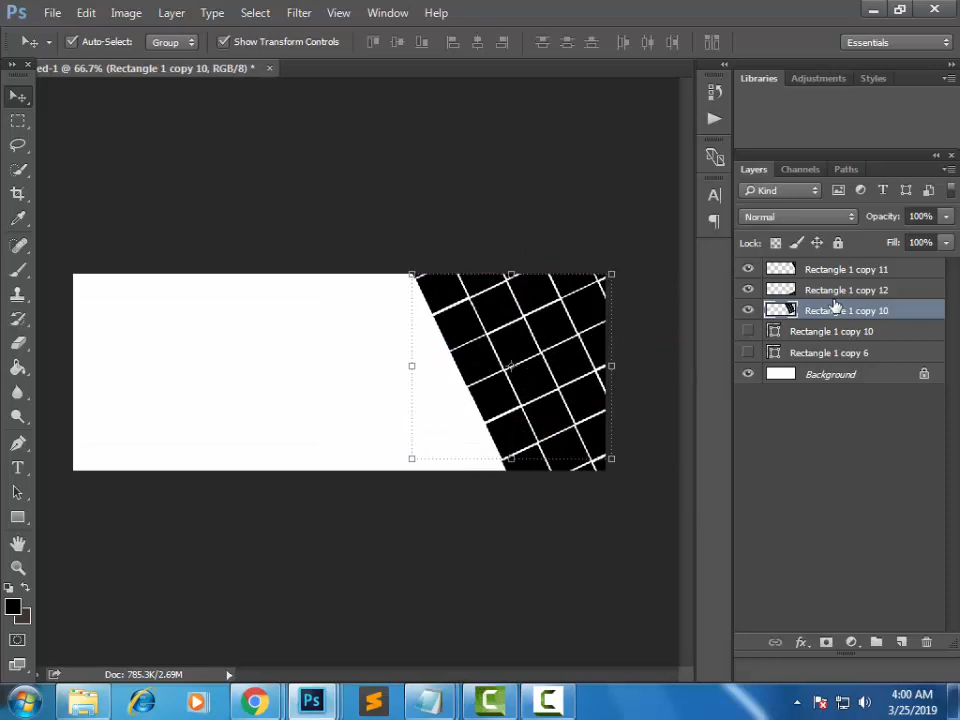 Ps File Edit Image Layer Type Select Filter View Window Help
Auto-Select: Group Show Transform Controls Essentials
ed-1 @ 66.7% (Rectangle 1 copy 10, RGB/8) * ×
Libraries Adjustments Styles
Layers Channels Paths
Kind
Normal Opacity: 100%
Lock: Fill: 100%
Rectangle 1 copy 11
Rectangle 1 copy 12
Rectangle 1 copy 10
Rectangle 1 copy 10
Rectangle 1 copy 6
Background
Doc: 785.3K/2.69M
4:00 AM
3/25/2019